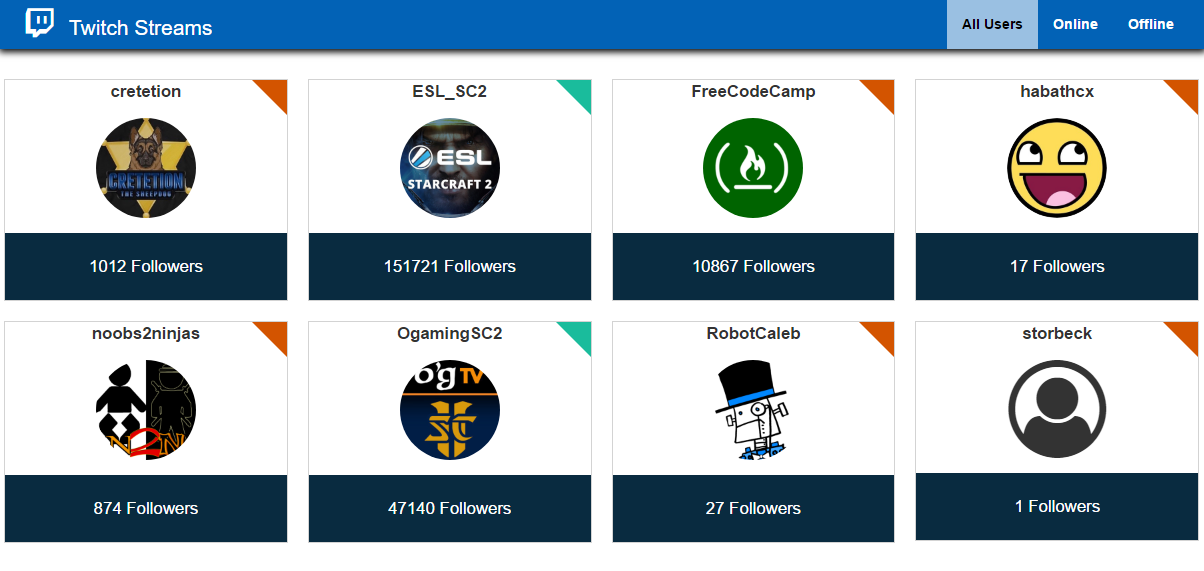 Twitch Streams
All Users
Online
Offline
cretetion
CRETETION
THE SHEEPDOG
1012 Followers
ESL_SC2
ESL
STARCRAFT 2
151721 Followers
FreeCodeCamp
10867 Followers
habathcx
17 Followers
noobs2ninjas
N2N
874 Followers
OgamingSC2
O'g TV
SC
47140 Followers
RobotCaleb
27 Followers
storbeck
1 Followers